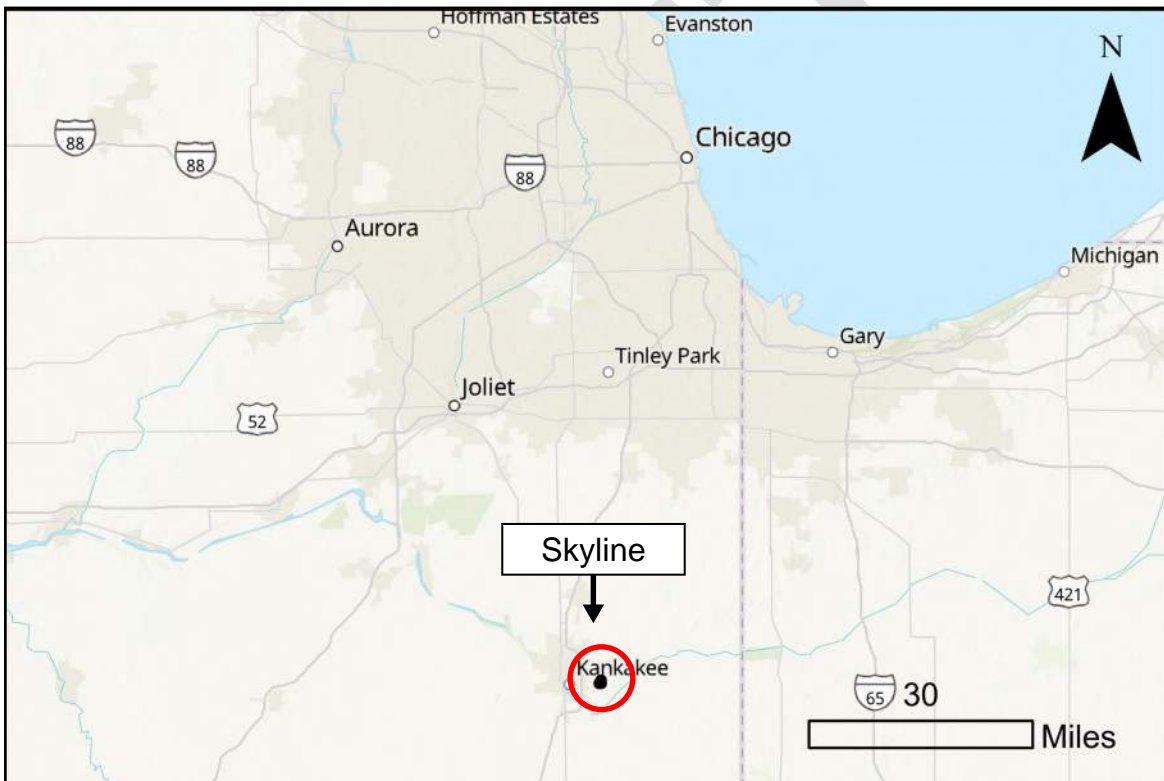 Hoffman Estates
Evanston
N
88
88
88
Chicago
Aurora
Michigan
Gary
Tinley Park
Joliet
52
Skyline
421
Kankakee
65
30
Miles